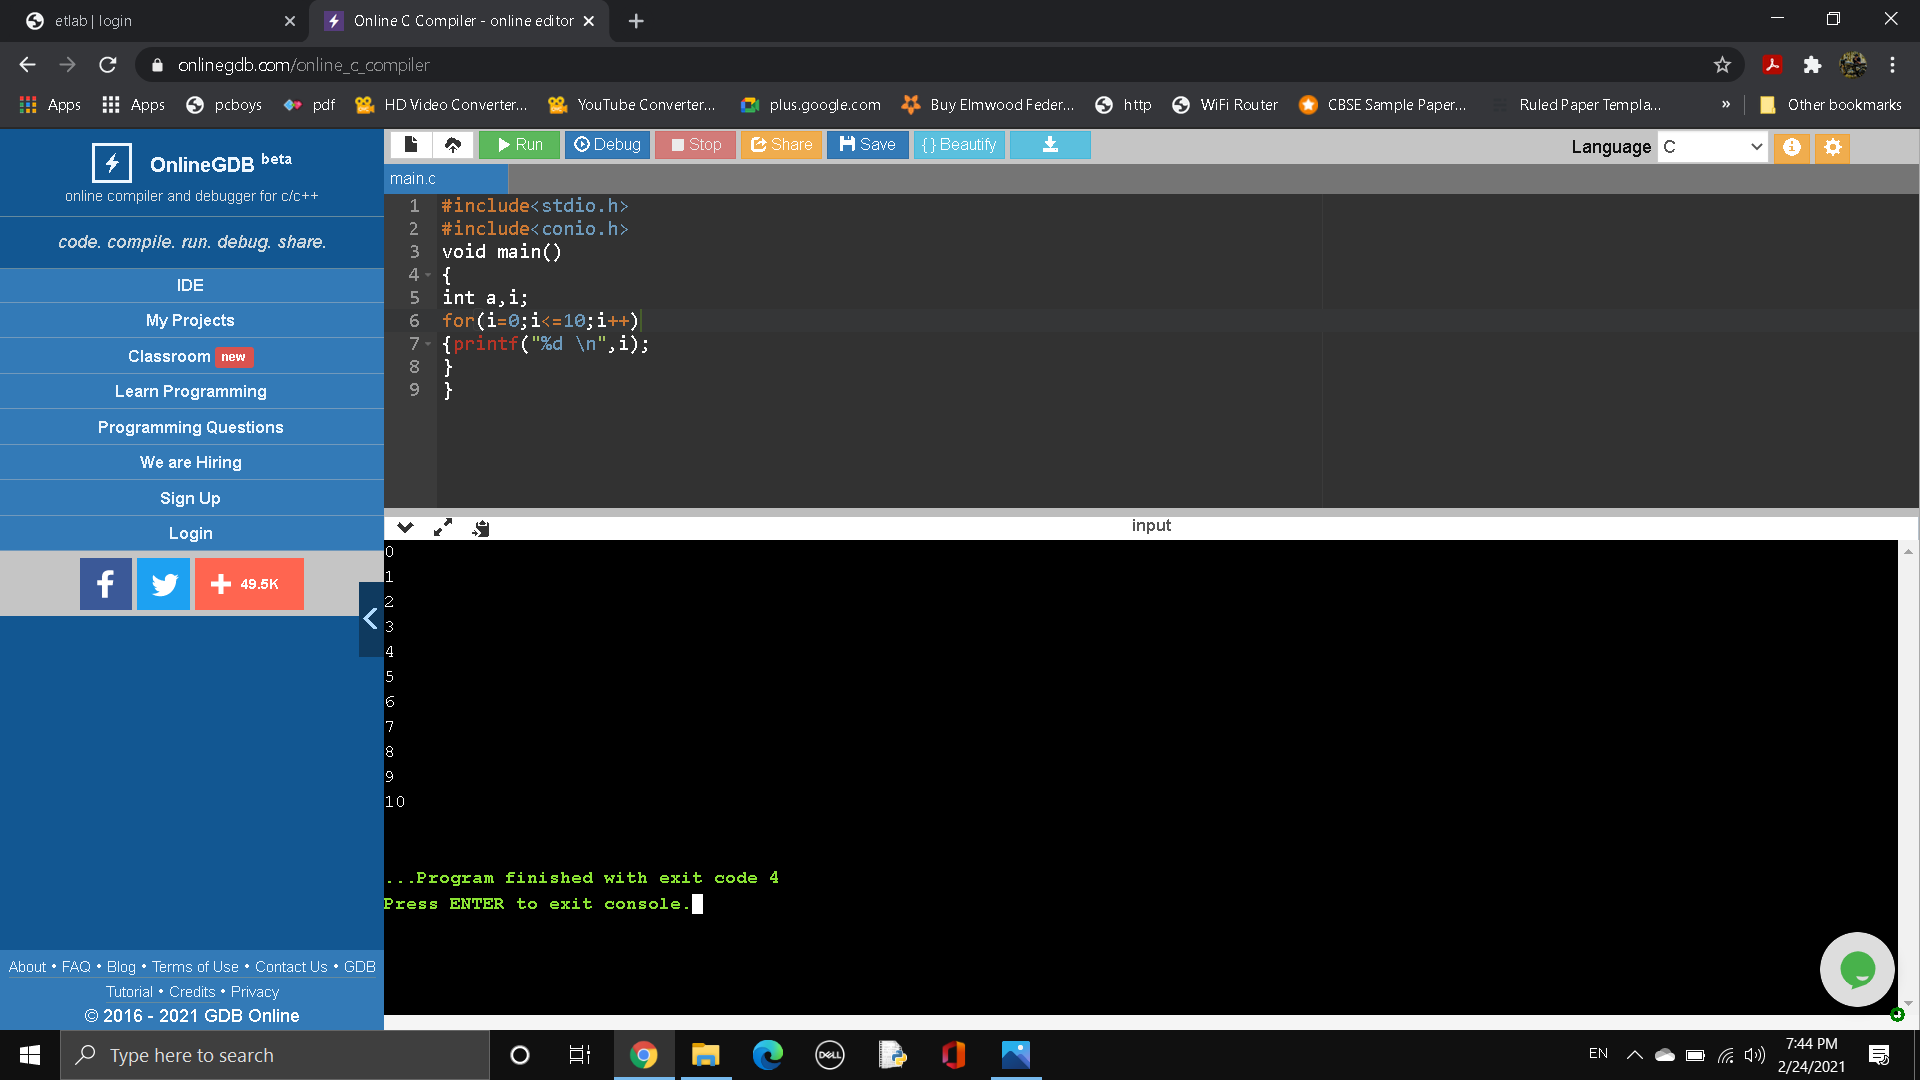 etlab | login
Online C Compiler - online editor
onlinegdb.com/online_c_compiler
Apps
Apps
pcboys
pdf
HD Video Converter...
YouTube Converter...
plus.google.com
Buy Elmwood Feder...
http
WiFi Router
CBSE Sample Paper...
Ruled Paper Templa...
»
Other bookmarks
OnlineGDB beta
online compiler and debugger for c/c++
code. compile. run. debug. share.
IDE
My Projects
Classroom new
Learn Programming
Programming Questions
We are Hiring
Sign Up
Login
49.5K
About • FAQ • Blog • Terms of Use • Contact Us • GDB
Tutorial • Credits • Privacy
© 2016 - 2021 GDB Online
Run
Debug
Stop
Share
Save
{ } Beautify
Language C
main.c
1 #include<stdio.h>
2 #include<conio.h>
3 void main()
4 {
5 int a,i;
6 for(i=0;i<=10;i++)
7 {printf("%d \n",i);
8 }
9 }
input
0
1
2
3
4
5
6
7
8
9
10
...Program finished with exit code 4
Press ENTER to exit console.
Type here to search
DELL
EN
7:44 PM
2/24/2021